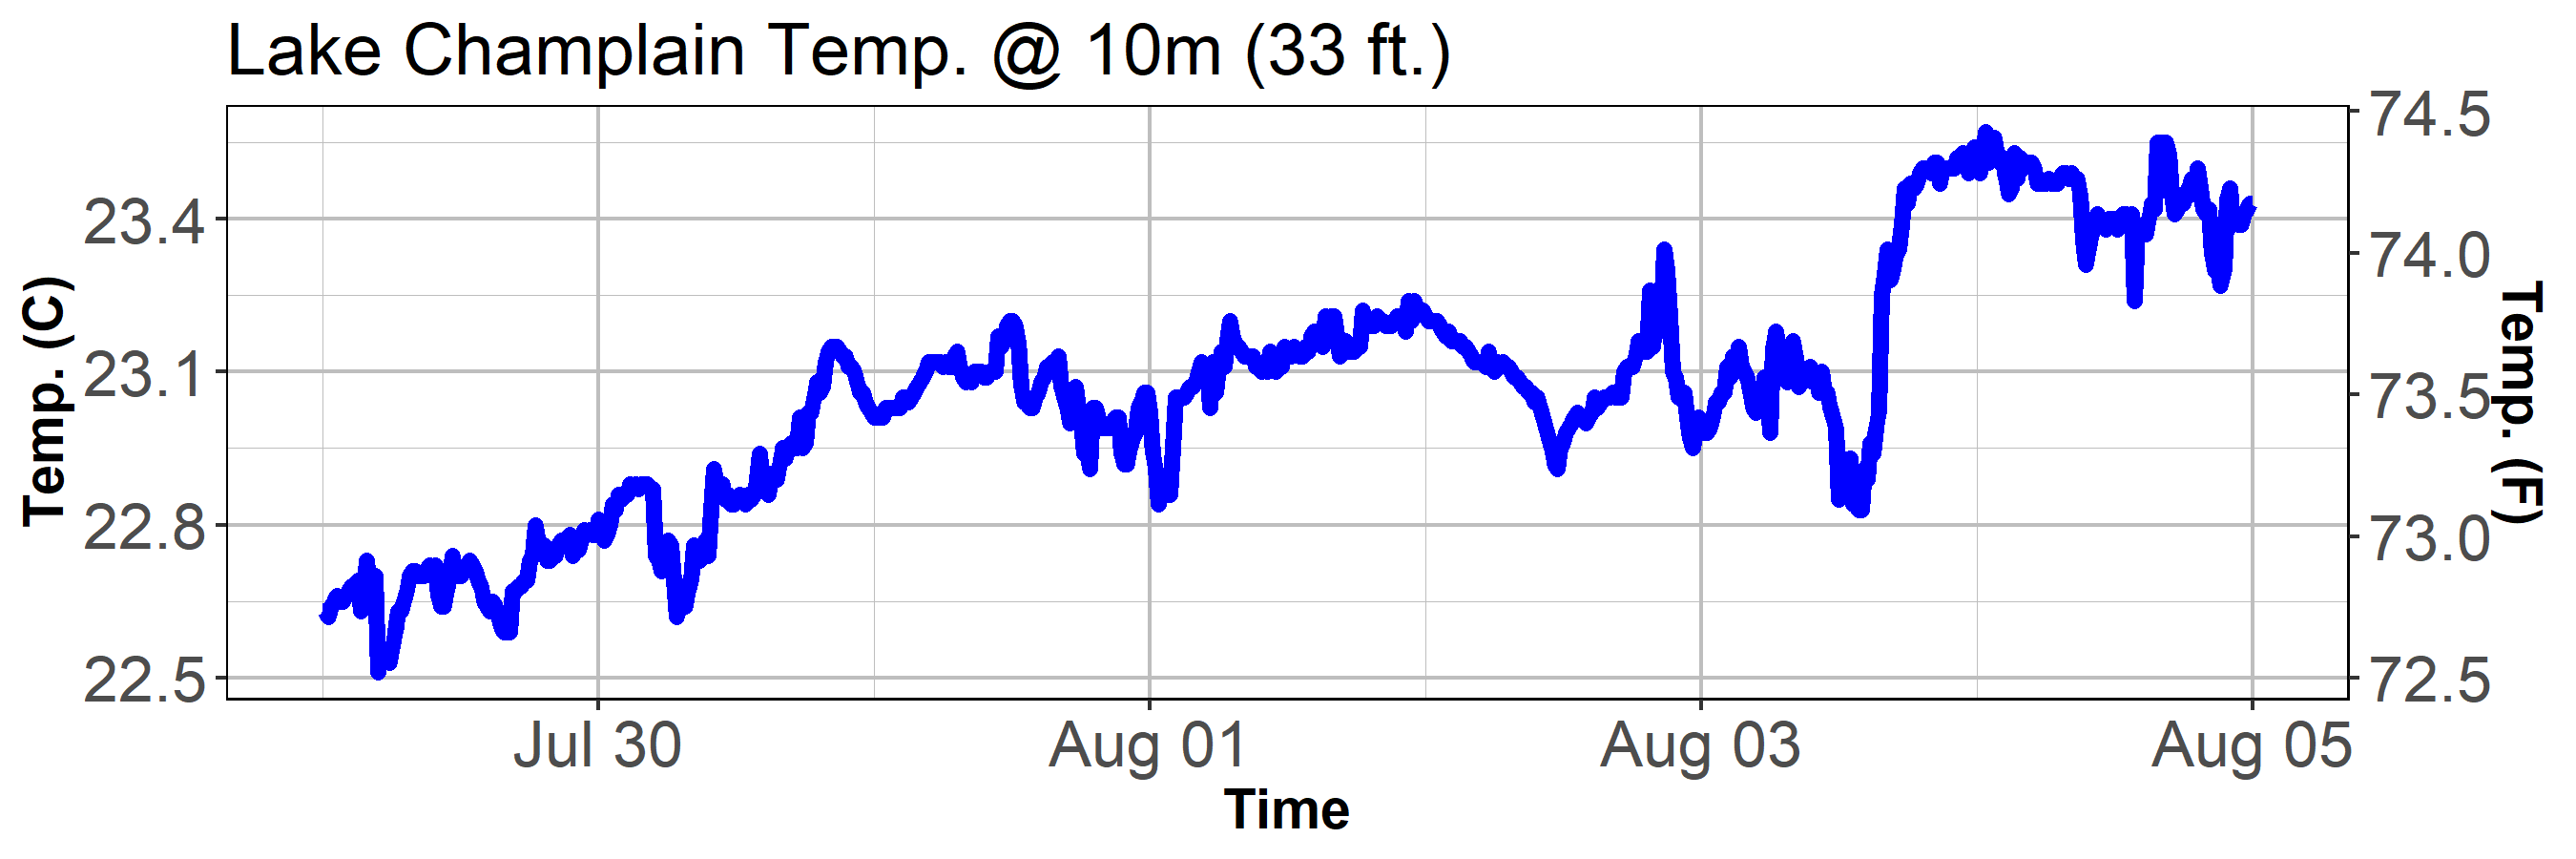 Lake Champlain Temp. @ 10m (33 ft.)
Temp. (C)
23.4
23.1
22.8
22.5
74.5
74.0
73.5
73.0
72.5
Temp. (F)
Jul 30 Aug 01 Aug 03 Aug 05
Time